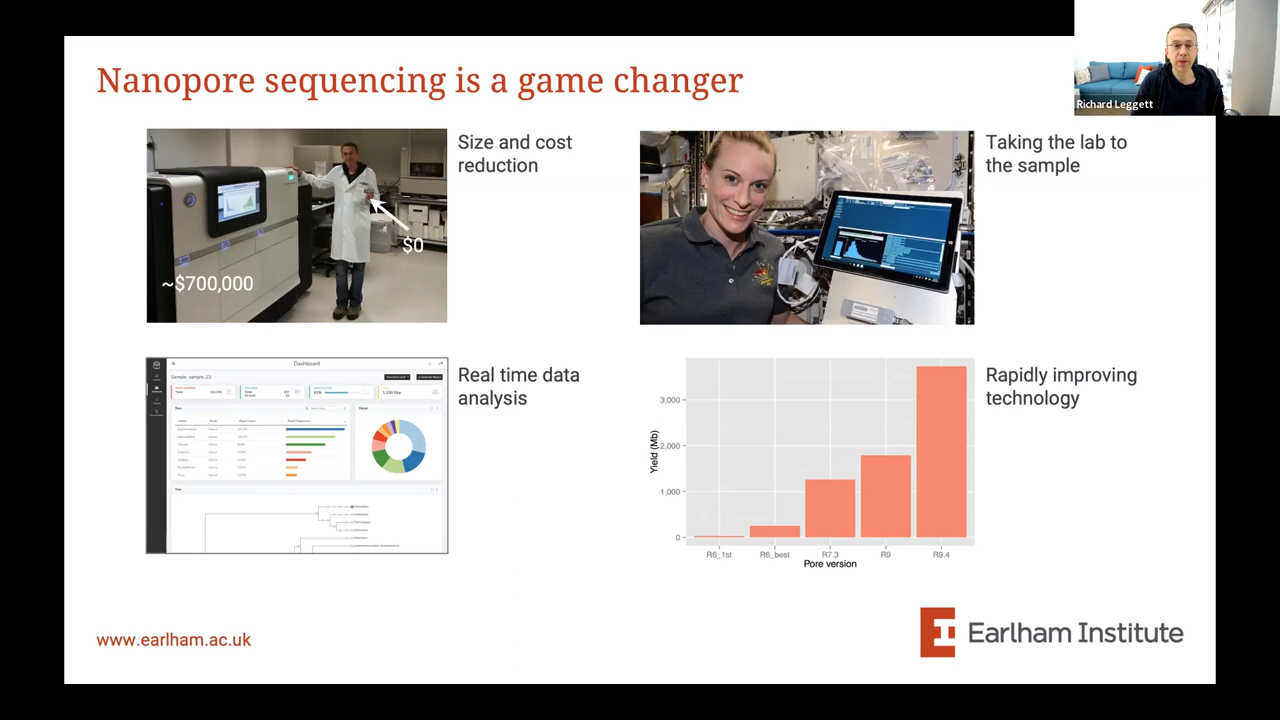 Nanopore sequencing is a game changer
Richard Leggett
Size and cost
reduction
$0
~$700,000
Taking the lab to
the sample
Dashboard
Sample: sample_23
Real time data
analysis
Rapidly improving
technology
Yield (Mb)
3,000
2,000
1,000
0
R6_1st
R6_best
R7.3
R9
R9.4
Pore version
www.earlham.ac.uk
Earlham Institute